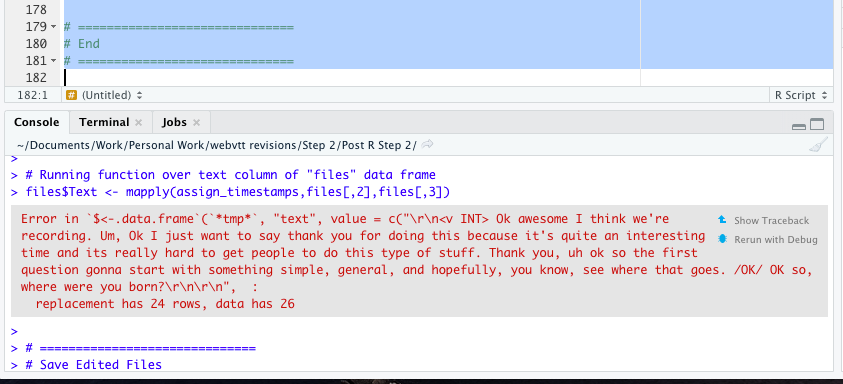 178
179 # ==============================
180 # End
181 # ==============================
182
182:1 # (Untitled) R Script
Console Terminal × Jobs ×
~/Documents/Work/Personal Work/webvtt revisions/Step 2/Post R Step 2/
>
> # Running function over text column of "files" data frame
> files$Text <- mapply(assign_timestamps,files[,2],files[,3])
Error in `$<-.data.frame`(`*tmp*`, "text", value = c("\r\n<v INT> Ok awesome I think we're
Show Traceback
recording. Um, Ok I just want to say thank you for doing this because it's quite an interesting
Rerun with Debug
time and its really hard to get people to do this type of stuff. Thank you, uh ok so the first
question gonna start with something simple, general, and hopefully, you know, see where that goes. /OK/ OK so,
where were you born?\r\n\r\n",  :
replacement has 24 rows, data has 26
>
> # ==============================
> # Save Edited Files